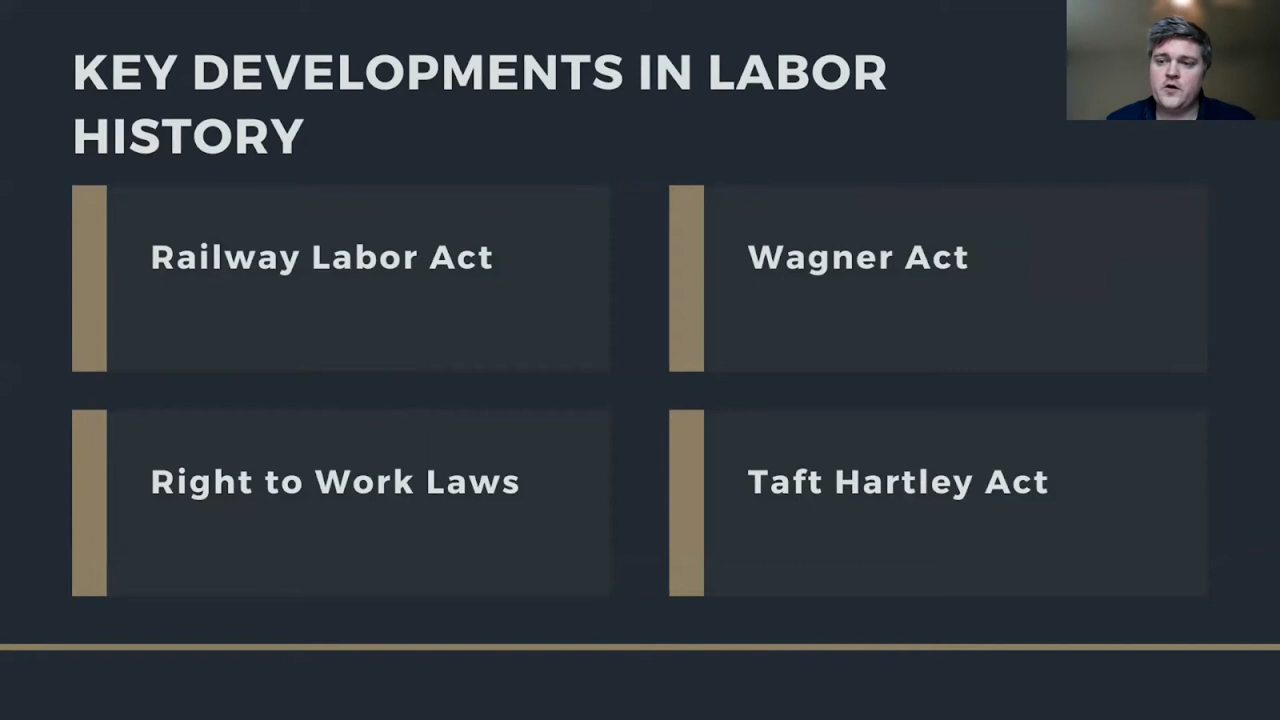 KEY DEVELOPMENTS IN LABOR
HISTORY
Railway Labor Act
Wagner Act
Right to Work Laws
Taft Hartley Act